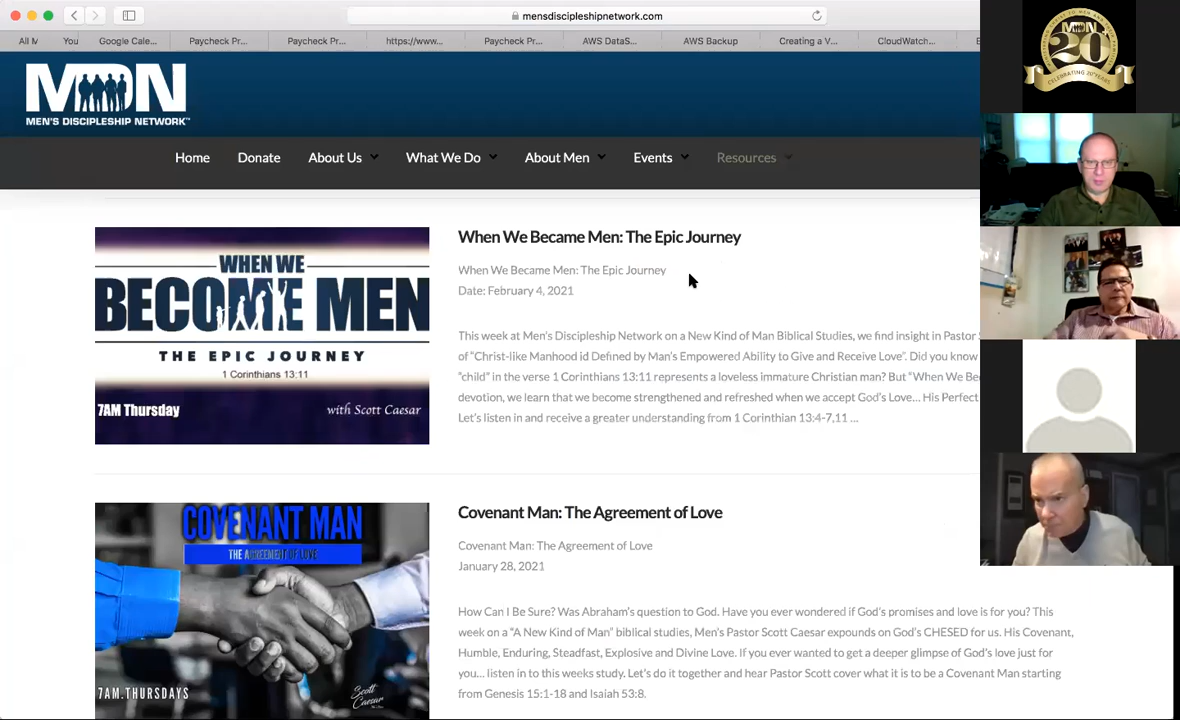 mensdiscipleshipnetwork.com
All M You Google Cale... Paycheck Pr... Paycheck Pr... https://www... Paycheck Pr... AWS DataS... AWS Backup Creating a V... CloudWatch...
MDN
MEN'S DISCIPLESHIP NETWORK™
Home Donate About Us What We Do About Men Events Resources
MDN
20
CELEBRATING 20 YEARS
WHEN WE
BECOME MEN
THE EPIC JOURNEY
1 Corinthians 13:11
7AM Thursday
with Scott Caesar
When We Became Men: The Epic Journey
When We Became Men: The Epic Journey
Date: February 4, 2021
This week at Men's Discipleship Network on a New Kind of Man Biblical Studies, we find insight in Pastor
of "Christ-like Manhood id Defined by Man's Empowered Ability to Give and Receive Love". Did you know
"child" in the verse 1 Corinthians 13:11 represents a loveless immature Christian man? But "When We Be
devotion, we learn that we become strengthened and refreshed when we accept God's Love... His Perfect
Let's listen in and receive a greater understanding from 1 Corinthian 13:4-7,11 ...
COVENANT MAN
THE AGREEMENT OF LOVE
7AM.THURSDAYS
Scott Caesar
Covenant Man: The Agreement of Love
Covenant Man: The Agreement of Love
January 28, 2021
How Can I Be Sure? Was Abraham's question to God. Have you ever wondered if God's promises and love is for you? This
week on a "A New Kind of Man" biblical studies, Men's Pastor Scott Caesar expounds on God's CHESED for us. His Covenant,
Humble, Enduring, Steadfast, Explosive and Divine Love. If you ever wanted to get a deeper glimpse of God's love just for
you... listen in to this weeks study. Let's do it together and hear Pastor Scott cover what it is to be a Covenant Man starting
from Genesis 15:1-18 and Isaiah 53:8.